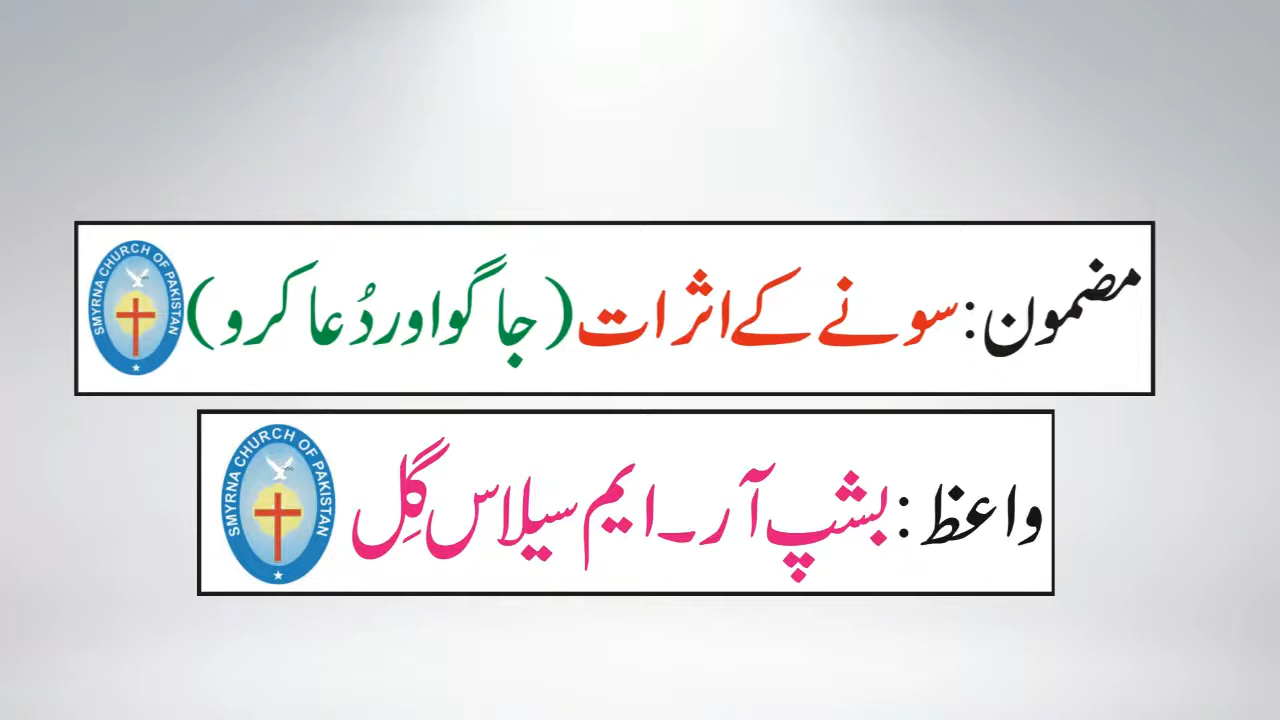 مضمون: سونے کے اثرات (جاگو اور دُعا کرو)
SMYRNA CHURCH OF PAKISTAN
واعظ: بشپ آر۔ایم سیلاس گِل
SMYRNA CHURCH OF PAKISTAN